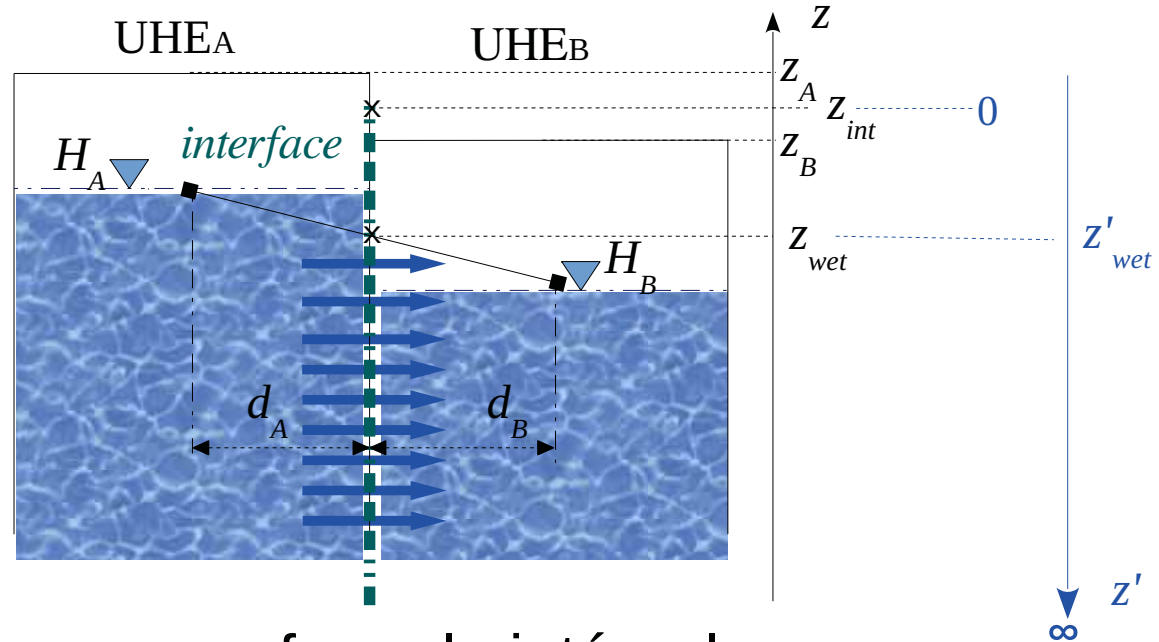 UHEA
UHEB
z
zA
zint
0
interface
zB
HA
zwet
z'wet
HB
dA
dB
z'
∞